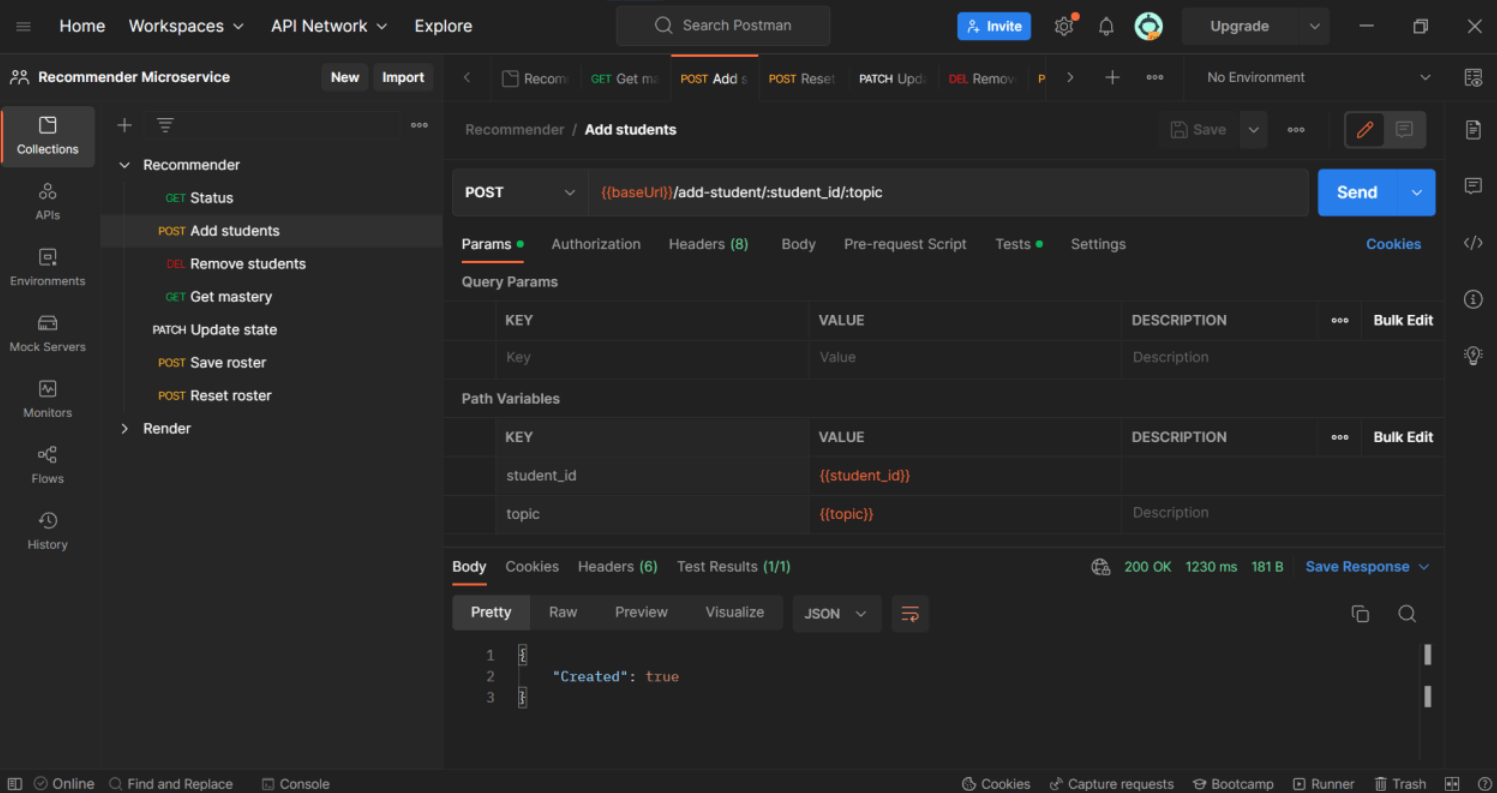 Home Workspaces API Network Explore Search Postman Invite Upgrade
Recommender Microservice New Import Recom GET Get ma POST Add s POST Reset PATCH Upda DEL Remov P No Environment
Collections
APIs
Environments
Mock Servers
Monitors
Flows
History
Recommender
GET Status
POST Add students
DEL Remove students
GET Get mastery
PATCH Update state
POST Save roster
POST Reset roster
Render
Recommender / Add students Save
POST {{baseUrl}}/add-student/:student_id/:topic Send
Params Authorization Headers (8) Body Pre-request Script Tests Settings Cookies
Query Params
KEY VALUE DESCRIPTION Bulk Edit
Key Value Description
Path Variables
KEY VALUE DESCRIPTION Bulk Edit
student_id {{student_id}}
topic {{topic}} Description
Body Cookies Headers (6) Test Results (1/1) 200 OK 1230 ms 181 B Save Response
Pretty Raw Preview Visualize JSON
1 {
2 "Created": true
3 }
Online Find and Replace Console Cookies Capture requests Bootcamp Runner Trash